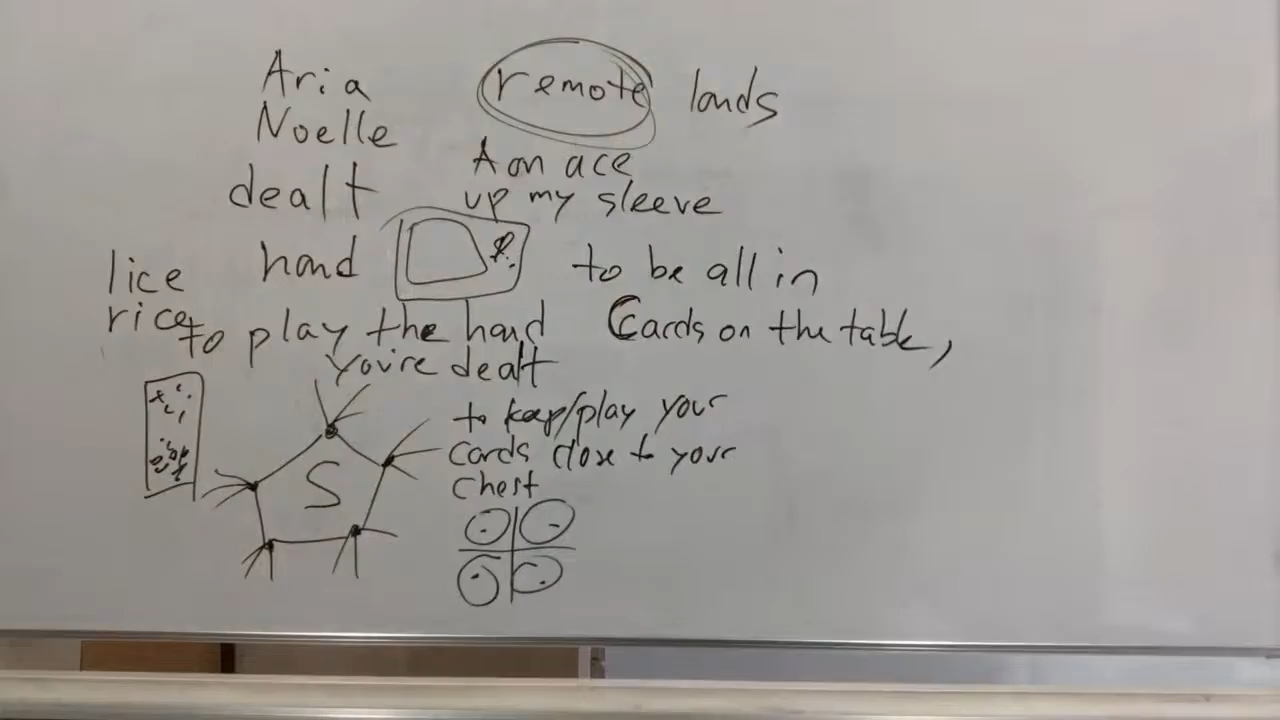 Aria
Noelle
dealt
hand
remote lands
A on ace
up my sleeve
to be all in
lice
rice
to play the hand
you're dealt
Cards on the table,
to keep/play your
cards close to your
chest
S